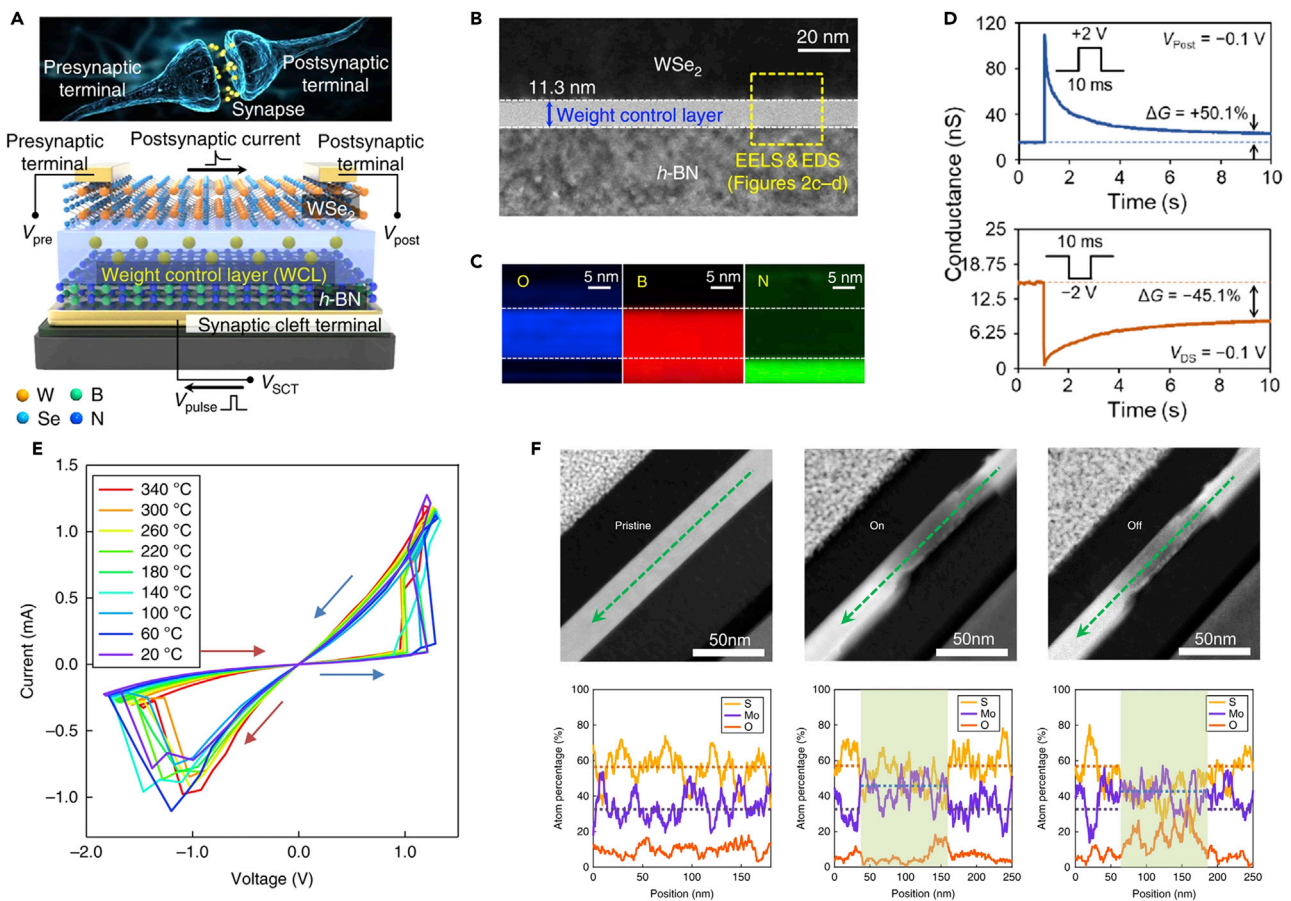 A
Presynaptic
terminal
Postsynaptic
terminal
Synapse
Presynaptic
terminal
Postsynaptic current
Postsynaptic
terminal
WSe2
Vpre
Vpost
Weight control layer (WCL)
h-BN
Synaptic cleft terminal
VSCT
Vpulse
W
B
Se
N
B
20 nm
WSe2
11.3 nm
Weight control layer
EELS & EDS
(Figures 2c–d)
h-BN
C
O
5 nm
B
5 nm
N
5 nm
D
Conductance (nS)
120
80
40
0
+2 V
10 ms
VPost = −0.1 V
ΔG = +50.1%
0 2 4 6 8 10
Time (s)
25
18.75
12.5
6.25
0
10 ms
−2 V
ΔG = −45.1%
VDS = −0.1 V
0 2 4 6 8 10
Time (s)
E
Current (mA)
1.5
1.0
0.5
0.0
−0.5
−1.0
340 °C
300 °C
260 °C
220 °C
180 °C
140 °C
100 °C
60 °C
20 °C
−2.0 −1.0 0.0 1.0
Voltage (V)
F
Pristine
50nm
On
50nm
Off
50nm
Atom percentage (%)
100
80
60
40
20
0
S
Mo
O
0 50 100 150
Position (nm)
Atom percentage (%)
100
80
60
40
20
0
S
Mo
O
0 50 100 150 200 250
Position (nm)
Atom percentage (%)
100
80
60
40
20
0
S
Mo
O
0 50 100 150 200 250
Position (nm)